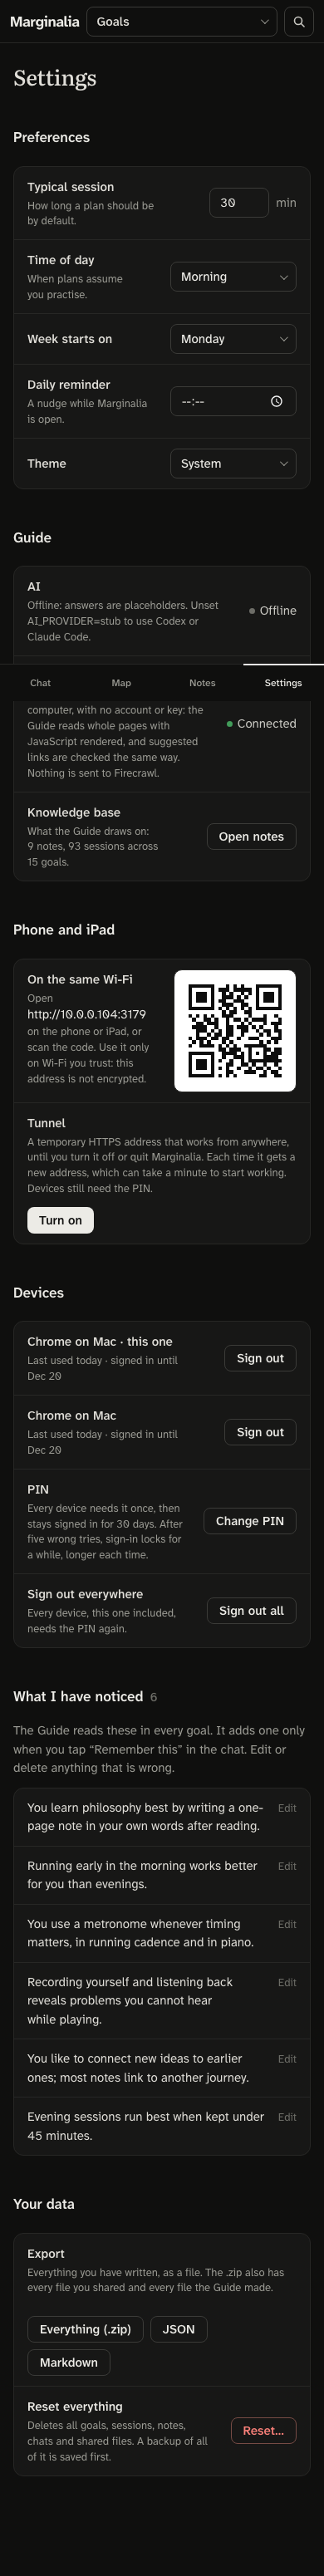 Marginalia
Goals
Settings
Preferences
Typical session
How long a plan should be
by default.
30
min
Time of day
When plans assume
you practise.
Morning
Week starts on
Monday
Daily reminder
A nudge while Marginalia
is open.
--:--
Theme
System
Guide
AI
Offline: answers are placeholders. Unset
AI_PROVIDER=stub to use Codex or
Claude Code.
Offline
Chat
Map
Notes
Settings
computer, with no account or key: the
Guide reads whole pages with
JavaScript rendered, and suggested
links are checked the same way.
Nothing is sent to Firecrawl.
Connected
Knowledge base
What the Guide draws on:
9 notes, 93 sessions across
15 goals.
Open notes
Phone and iPad
On the same Wi-Fi
Open
http://10.0.0.104:3179
on the phone or iPad, or
scan the code. Use it only
on Wi-Fi you trust: this
address is not encrypted.
Tunnel
A temporary HTTPS address that works from anywhere,
until you turn it off or quit Marginalia. Each time it gets a
new address, which can take a minute to start working.
Devices still need the PIN.
Turn on
Devices
Chrome on Mac · this one
Last used today · signed in until
Dec 20
Sign out
Chrome on Mac
Last used today · signed in until
Dec 20
Sign out
PIN
Every device needs it once, then
stays signed in for 30 days. After
five wrong tries, sign-in locks for
a while, longer each time.
Change PIN
Sign out everywhere
Every device, this one included,
needs the PIN again.
Sign out all
What I have noticed 6
The Guide reads these in every goal. It adds one only
when you tap “Remember this” in the chat. Edit or
delete anything that is wrong.
You learn philosophy best by writing a one-
page note in your own words after reading.
Edit
Running early in the morning works better
for you than evenings.
Edit
You use a metronome whenever timing
matters, in running cadence and in piano.
Edit
Recording yourself and listening back
reveals problems you cannot hear
while playing.
Edit
You like to connect new ideas to earlier
ones; most notes link to another journey.
Edit
Evening sessions run best when kept under
45 minutes.
Edit
Your data
Export
Everything you have written, as a file. The .zip also has
every file you shared and every file the Guide made.
Everything (.zip)
JSON
Markdown
Reset everything
Deletes all goals, sessions, notes,
chats and shared files. A backup of all
of it is saved first.
Reset…